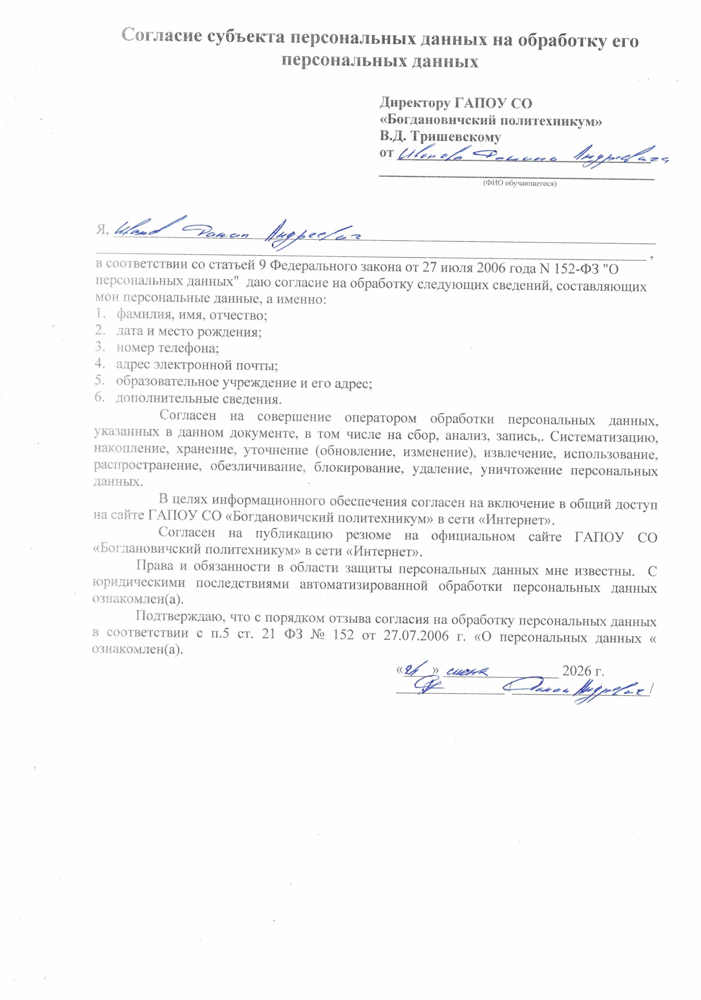 Согласие субъекта персональных данных на обработку его
персональных данных
Директору ГАПОУ СО
«Богдановичский политехникум»
В.Д. Тришевскому
от Иванова Данила Андреевича
(ФИО обучающегося)
Я, Иванов Данил Андреевич
,
в соответствии со статьей 9 Федерального закона от 27 июля 2006 года N 152-ФЗ "О
персональных данных" даю согласие на обработку следующих сведений, составляющих
мои персональные данные, а именно:
1. фамилия, имя, отчество;
2. дата и место рождения;
3. номер телефона;
4. адрес электронной почты;
5. образовательное учреждение и его адрес;
6. дополнительные сведения.
Согласен на совершение оператором обработки персональных данных,
указанных в данном документе, в том числе на сбор, анализ, запись,. Систематизацию,
накопление, хранение, уточнение (обновление, изменение), извлечение, использование,
распространение, обезличивание, блокирование, удаление, уничтожение персональных
данных.
В целях информационного обеспечения согласен на включение в общий доступ
на сайте ГАПОУ СО «Богдановичский политехникум» в сети «Интернет».
Согласен на публикацию резюме на официальном сайте ГАПОУ СО
«Богдановичский политехникум» в сети «Интернет».
Права и обязанности в области защиты персональных данных мне известны. С
юридическими последствиями автоматизированной обработки персональных данных
ознакомлен(а).
Подтверждаю, что с порядком отзыва согласия на обработку персональных данных
в соответствии с п.5 ст. 21 ФЗ № 152 от 27.07.2006 г. «О персональных данных «
ознакомлен(а).
«24» 2026 г.
Данил Андреевич /